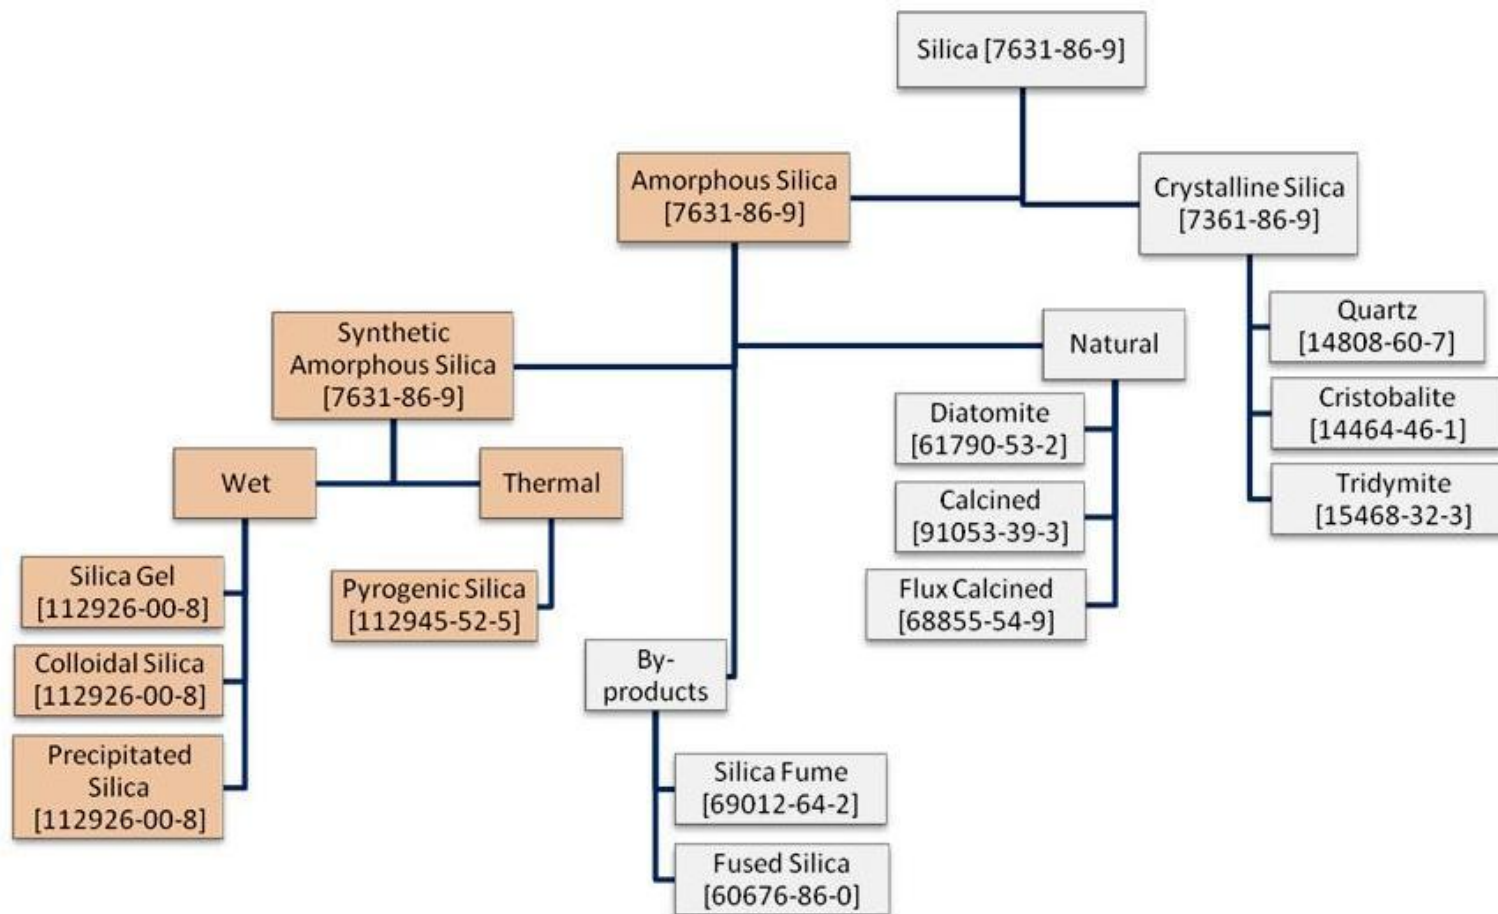 Silica [7631-86-9]
Amorphous Silica
[7631-86-9]
Crystalline Silica
[7361-86-9]
Synthetic
Amorphous Silica
[7631-86-9]
Natural
Quartz
[14808-60-7]
Cristobalite
[14464-46-1]
Tridymite
[15468-32-3]
Diatomite
[61790-53-2]
Calcined
[91053-39-3]
Flux Calcined
[68855-54-9]
Wet
Thermal
Silica Gel
[112926-00-8]
Colloidal Silica
[112926-00-8]
Precipitated
Silica
[112926-00-8]
Pyrogenic Silica
[112945-52-5]
By-
products
Silica Fume
[69012-64-2]
Fused Silica
[60676-86-0]